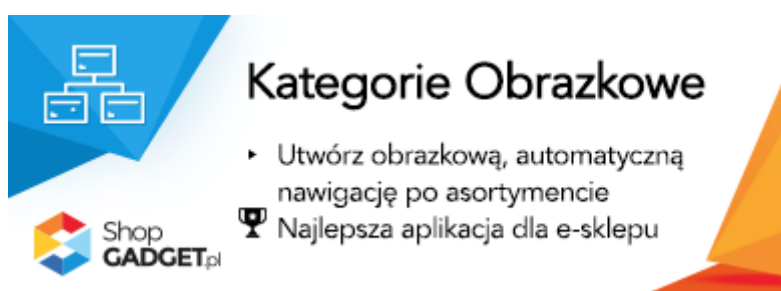 Kategorie Obrazkowe
‣ Utwórz obrazkową, automatyczną
nawigację po asortymencie
Najlepsza aplikacja dla e-sklepu
Shop
GADGET.pl